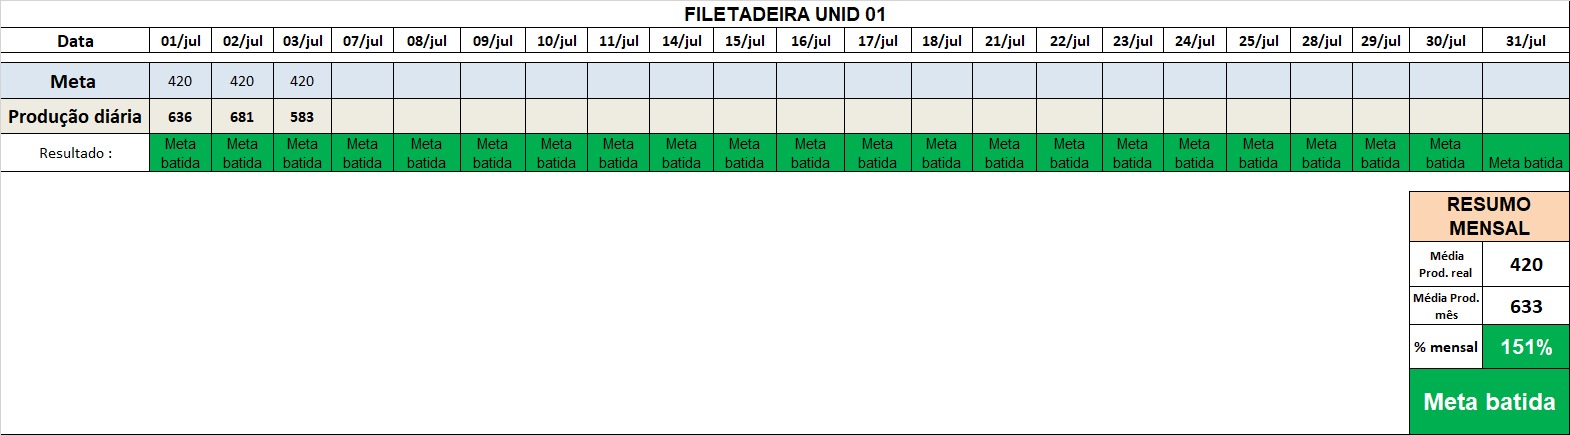 FILETADEIRA UNID 01
Data 01/jul 02/jul 03/jul 07/jul 08/jul 09/jul 10/jul 11/jul 14/jul 15/jul 16/jul 17/jul 18/jul 21/jul 22/jul 23/jul 24/jul 25/jul 28/jul 29/jul 30/jul 31/jul
Meta 420 420 420
Produção diária 636 681 583
Resultado : Meta batida Meta batida Meta batida Meta batida Meta batida Meta batida Meta batida Meta batida Meta batida Meta batida Meta batida Meta batida Meta batida Meta batida Meta batida Meta batida Meta batida Meta batida Meta batida Meta batida Meta batida Meta batida
RESUMO
MENSAL
Média
Prod. real 420
Média Prod.
mês 633
% mensal 151%
Meta batida